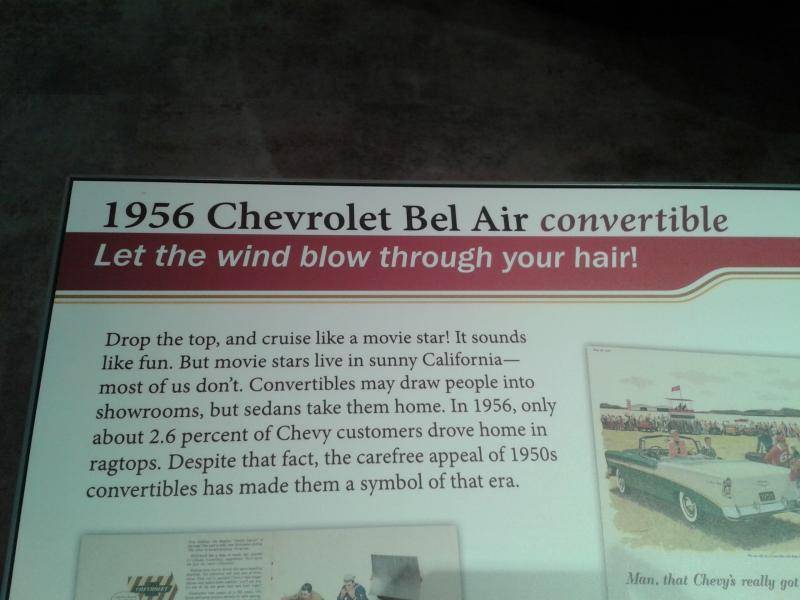 1956 Chevrolet Bel Air convertible
Let the wind blow through your hair!
Drop the top, and cruise like a movie star! It sounds
like fun. But movie stars live in sunny California—
most of us don't. Convertibles may draw people into
showrooms, but sedans take them home. In 1956, only
about 2.6 percent of Chevy customers drove home in
ragtops. Despite that fact, the carefree appeal of 1950s
convertibles has made them a symbol of that era.
CHEVROLET
Man, that Chevy's really got